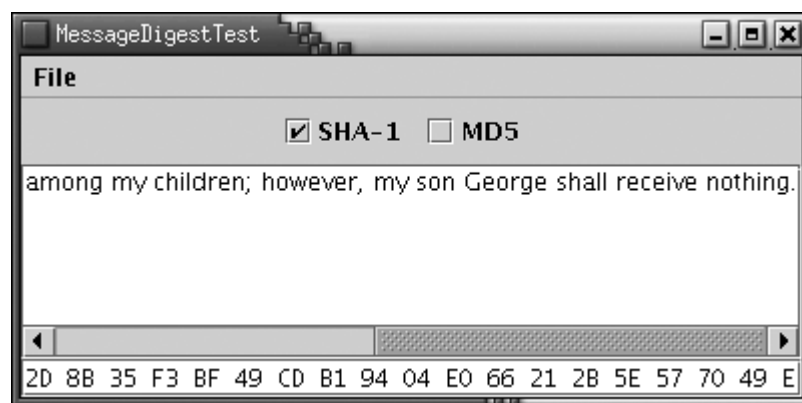 MessageDigestTest
File
SHA-1 MD5
among my children; however, my son George shall receive nothing.
2D 8B 35 F3 BF 49 CD B1 94 04 E0 66 21 2B 5E 57 70 49 E